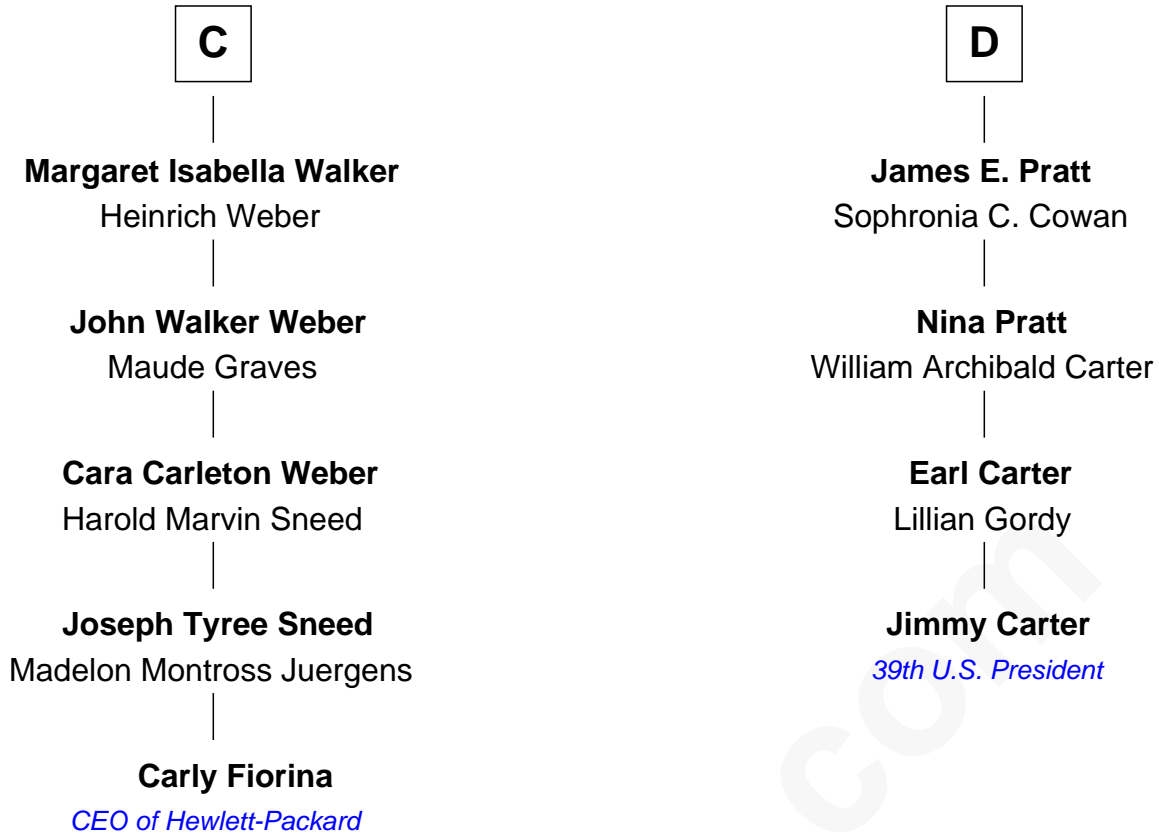 C
Margaret Isabella Walker
Heinrich Weber
John Walker Weber
Maude Graves
Cara Carleton Weber
Harold Marvin Sneed
Joseph Tyree Sneed
Madelon Montross Juergens
Carly Fiorina
CEO of Hewlett-Packard
D
James E. Pratt
Sophronia C. Cowan
Nina Pratt
William Archibald Carter
Earl Carter
Lillian Gordy
Jimmy Carter
39th U.S. President
com